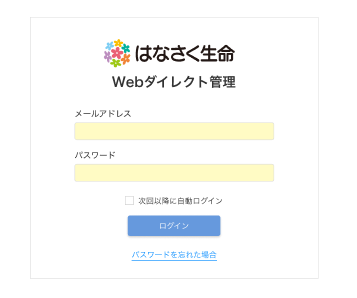 はなさく生命
Webダイレクト管理
メールアドレス
パスワード
次回以降に自動ログイン
ログイン
パスワードを忘れた場合